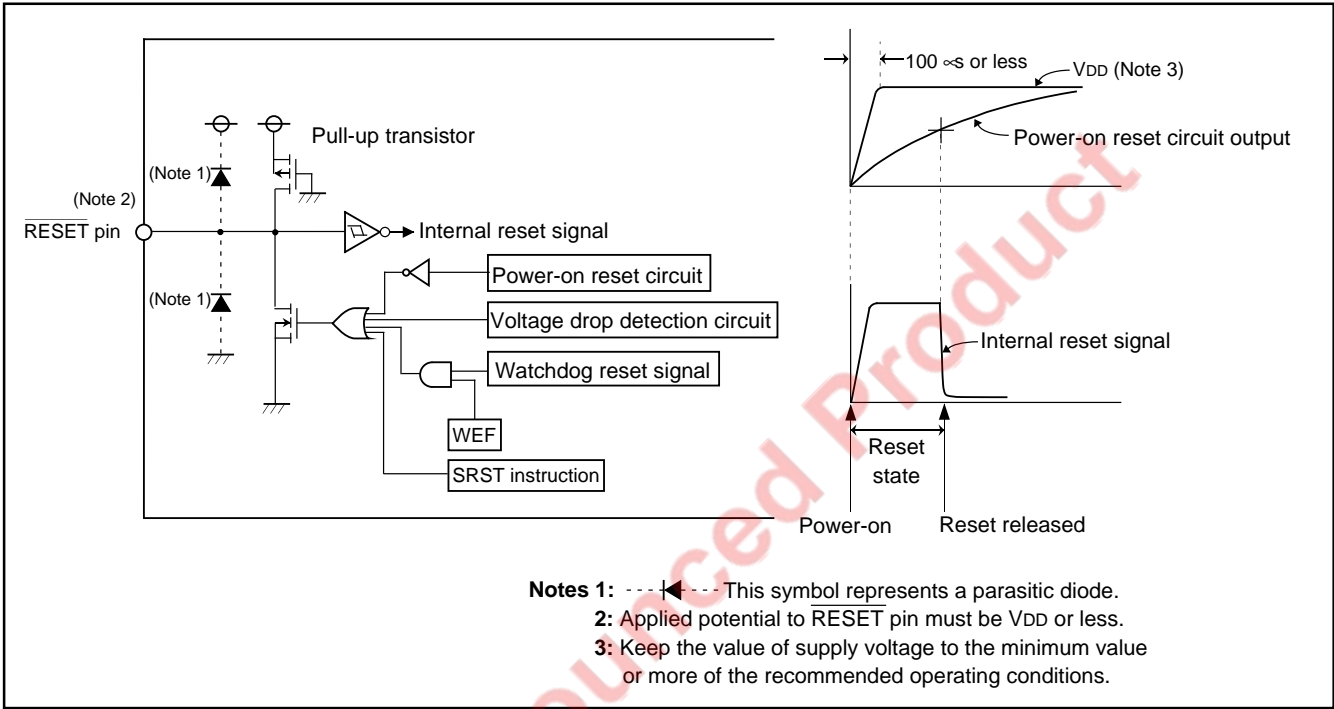 Pull-up transistor
(Note 1)
(Note 2)
RESET pin
Internal reset signal
Power-on reset circuit
(Note 1)
Voltage drop detection circuit
Watchdog reset signal
WEF
SRST instruction
100 ∝s or less
VDD (Note 3)
Power-on reset circuit output
Internal reset signal
Reset
state
Power-on
Reset released
Notes 1: This symbol represents a parasitic diode.
2: Applied potential to RESET pin must be VDD or less.
3: Keep the value of supply voltage to the minimum value
or more of the recommended operating conditions.
ounced Product